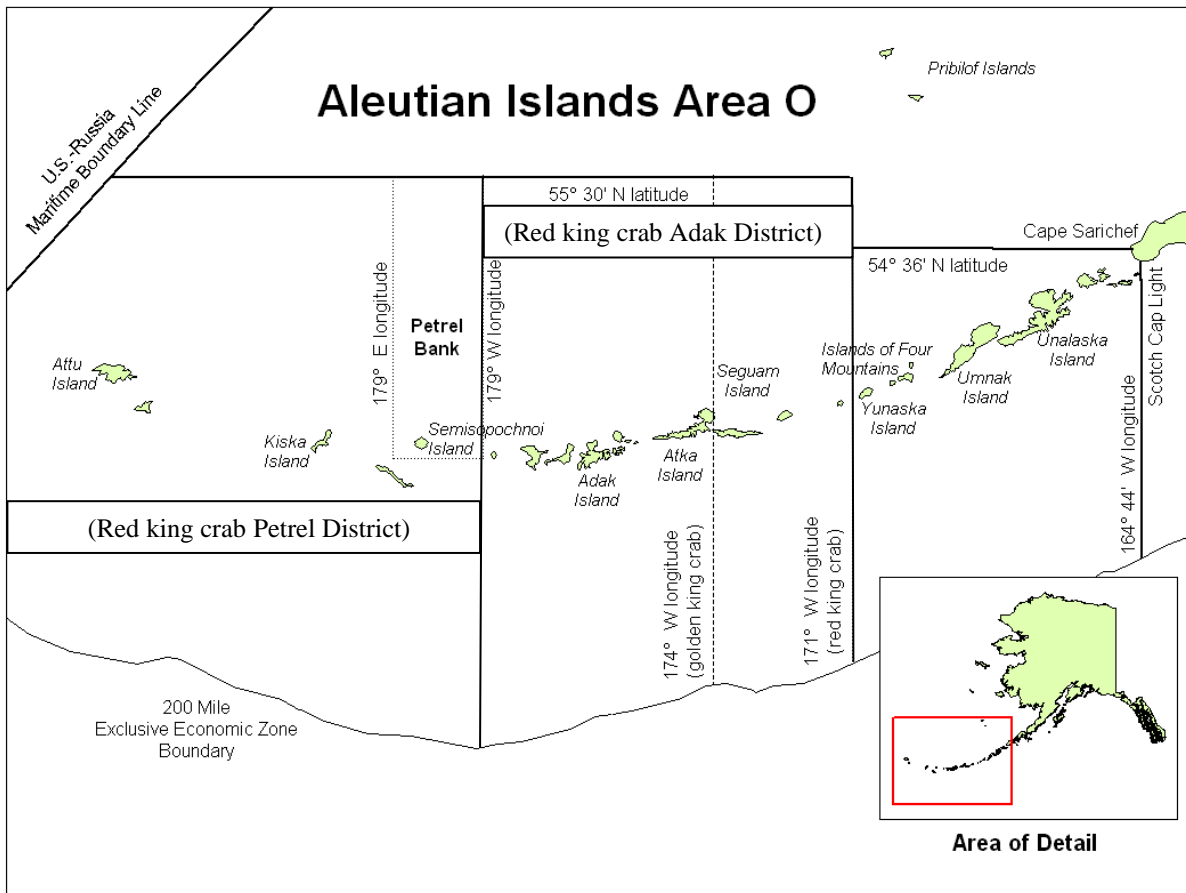 Pribilof Islands
Aleutian Islands Area O
U.S.-Russia
Maritime Boundary Line
55° 30' N latitude
(Red king crab Adak District)
Cape Sarichef
54° 36' N latitude
179° E longitude
Petrel
Bank
179° W longitude
Scotch Cap Light
Attu
Island
Islands of Four
Mountains
Unalaska
Island
Seguam
Island
Umnak
Island
Yunaska
Island
Kiska
Island
Semisopochnoi
Island
Adak
Island
Atka
Island
164° 44' W longitude
(Red king crab Petrel District)
174° W longitude
(golden king crab)
171° W longitude
(red king crab)
200 Mile
Exclusive Economic Zone
Boundary
Area of Detail